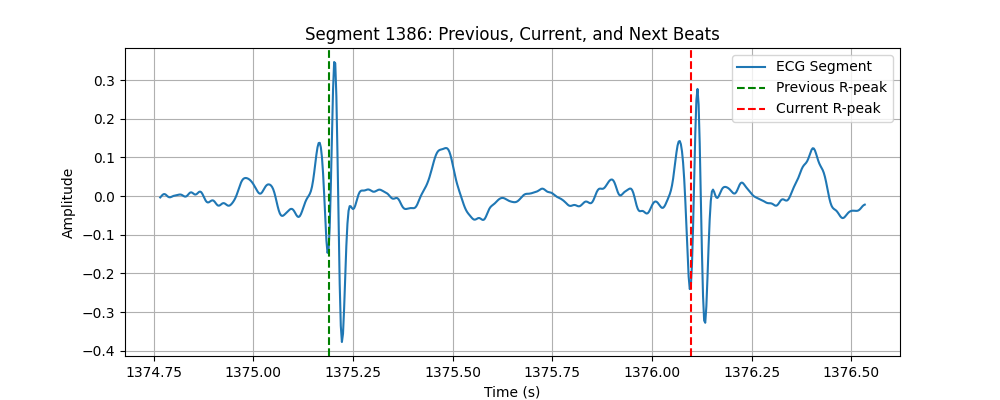 Segment 1386: Previous, Current, and Next Beats
ECG Segment
Previous R-peak
Current R-peak
Amplitude
0.3
0.2
0.1
0.0
−0.1
−0.2
−0.3
−0.4
1374.75 1375.00 1375.25 1375.50 1375.75 1376.00 1376.25 1376.50
Time (s)